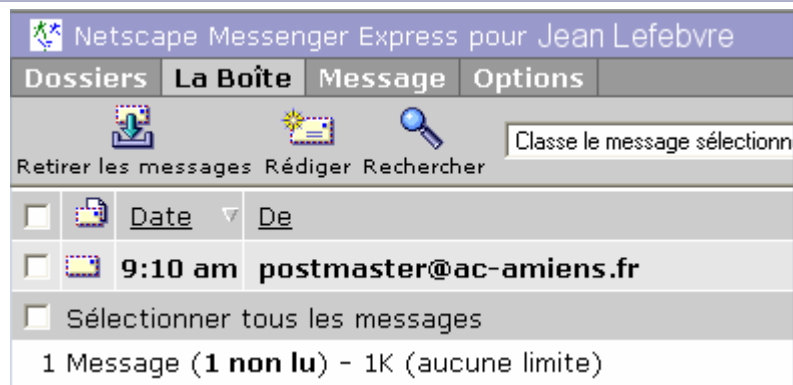 Netscape Messenger Express pour Jean Lefebvre
Dossiers La Boîte Message Options
Classe le message sélectionn
Retirer les messages Rédiger Rechercher
Date De
9:10 am postmaster@ac-amiens.fr
Sélectionner tous les messages
1 Message (1 non lu) - 1K (aucune limite)